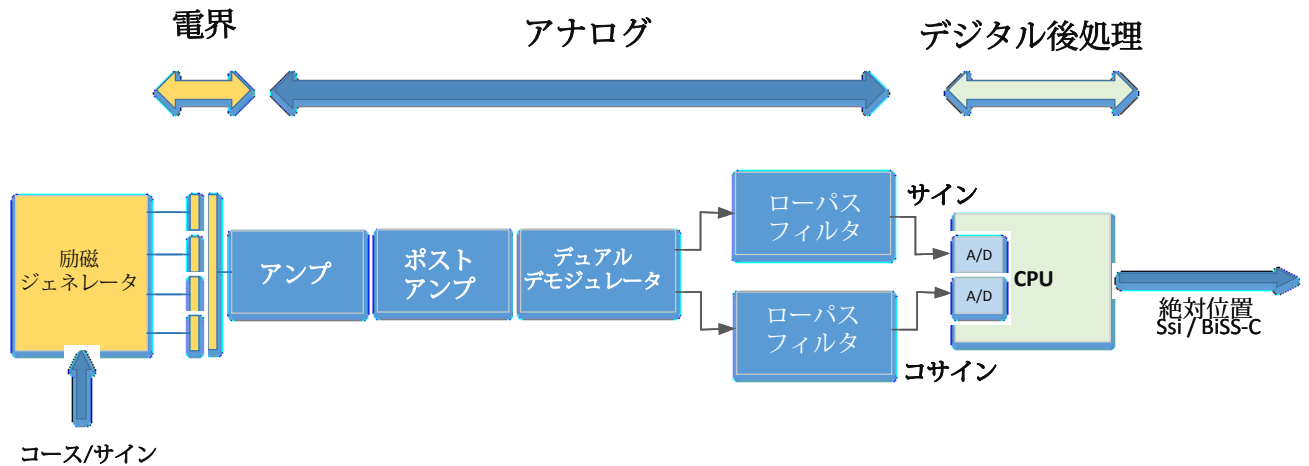 電界
アナログ
デジタル後処理
励磁
ジェネレータ
アンプ
ポスト
アンプ
デュアル
デモジュレータ
ローパス
フィルタ
サイン
ローパス
フィルタ
コサイン
A/D
A/D
CPU
絶対位置
Ssi / BiSS-C
コース/サイン